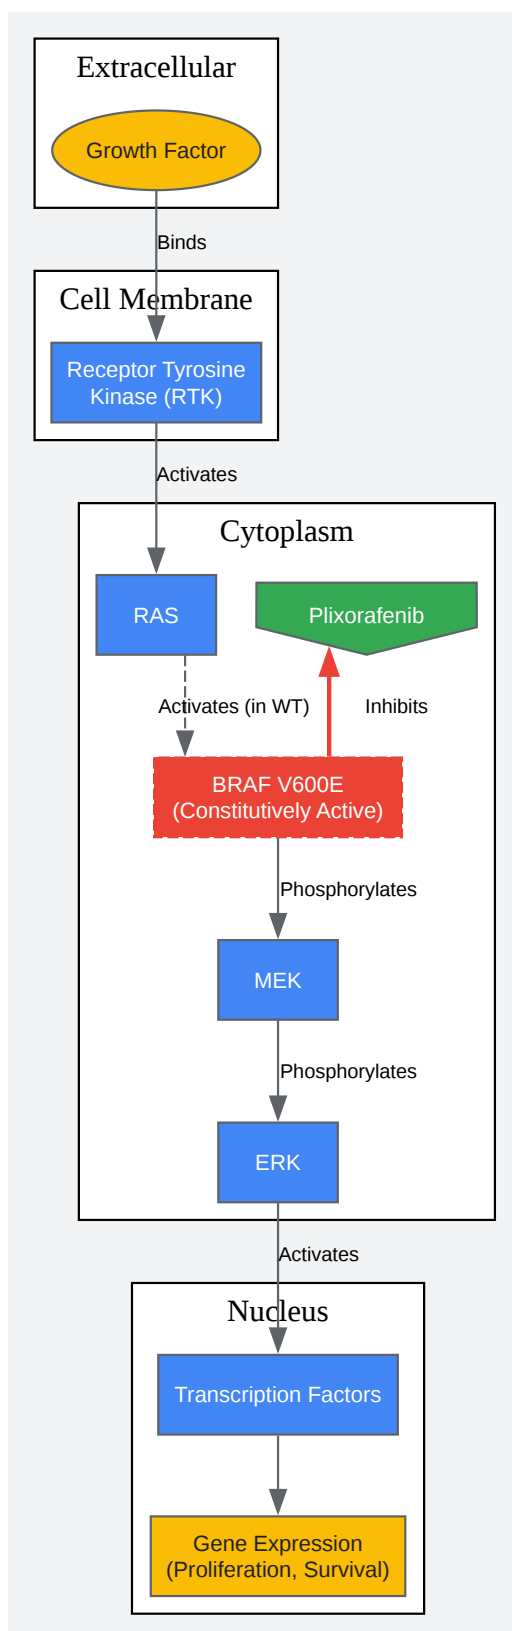 Extracellular
Growth Factor
Binds
Cell Membrane
Receptor Tyrosine
Kinase (RTK)
Activates
Cytoplasm
RAS
Plixorafenib
Activates (in WT)
Inhibits
BRAF V600E
(Constitutively Active)
Phosphorylates
MEK
Phosphorylates
ERK
Activates
Nucleus
Transcription Factors
Gene Expression
(Proliferation, Survival)